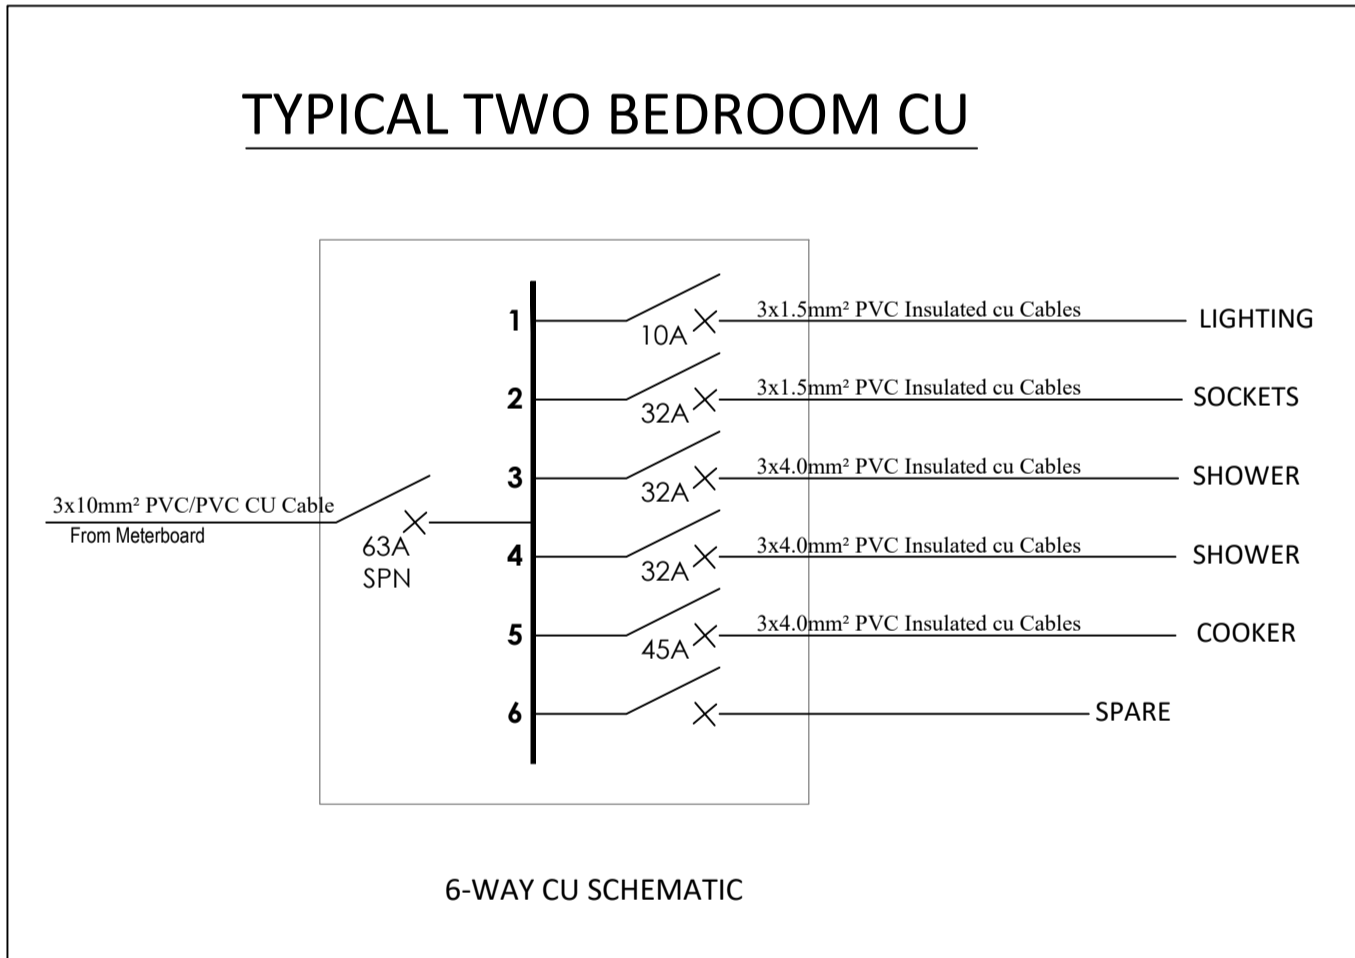 TYPICAL TWO BEDROOM CU
1
10A
3x1.5mm² PVC Insulated cu Cables
LIGHTING
2
32A
3x1.5mm² PVC Insulated cu Cables
SOCKETS
3
32A
3x4.0mm² PVC Insulated cu Cables
SHOWER
3x10mm² PVC/PVC CU Cable
From Meterboard
63A
SPN
4
32A
3x4.0mm² PVC Insulated cu Cables
SHOWER
5
45A
3x4.0mm² PVC Insulated cu Cables
COOKER
6
SPARE
6-WAY CU SCHEMATIC